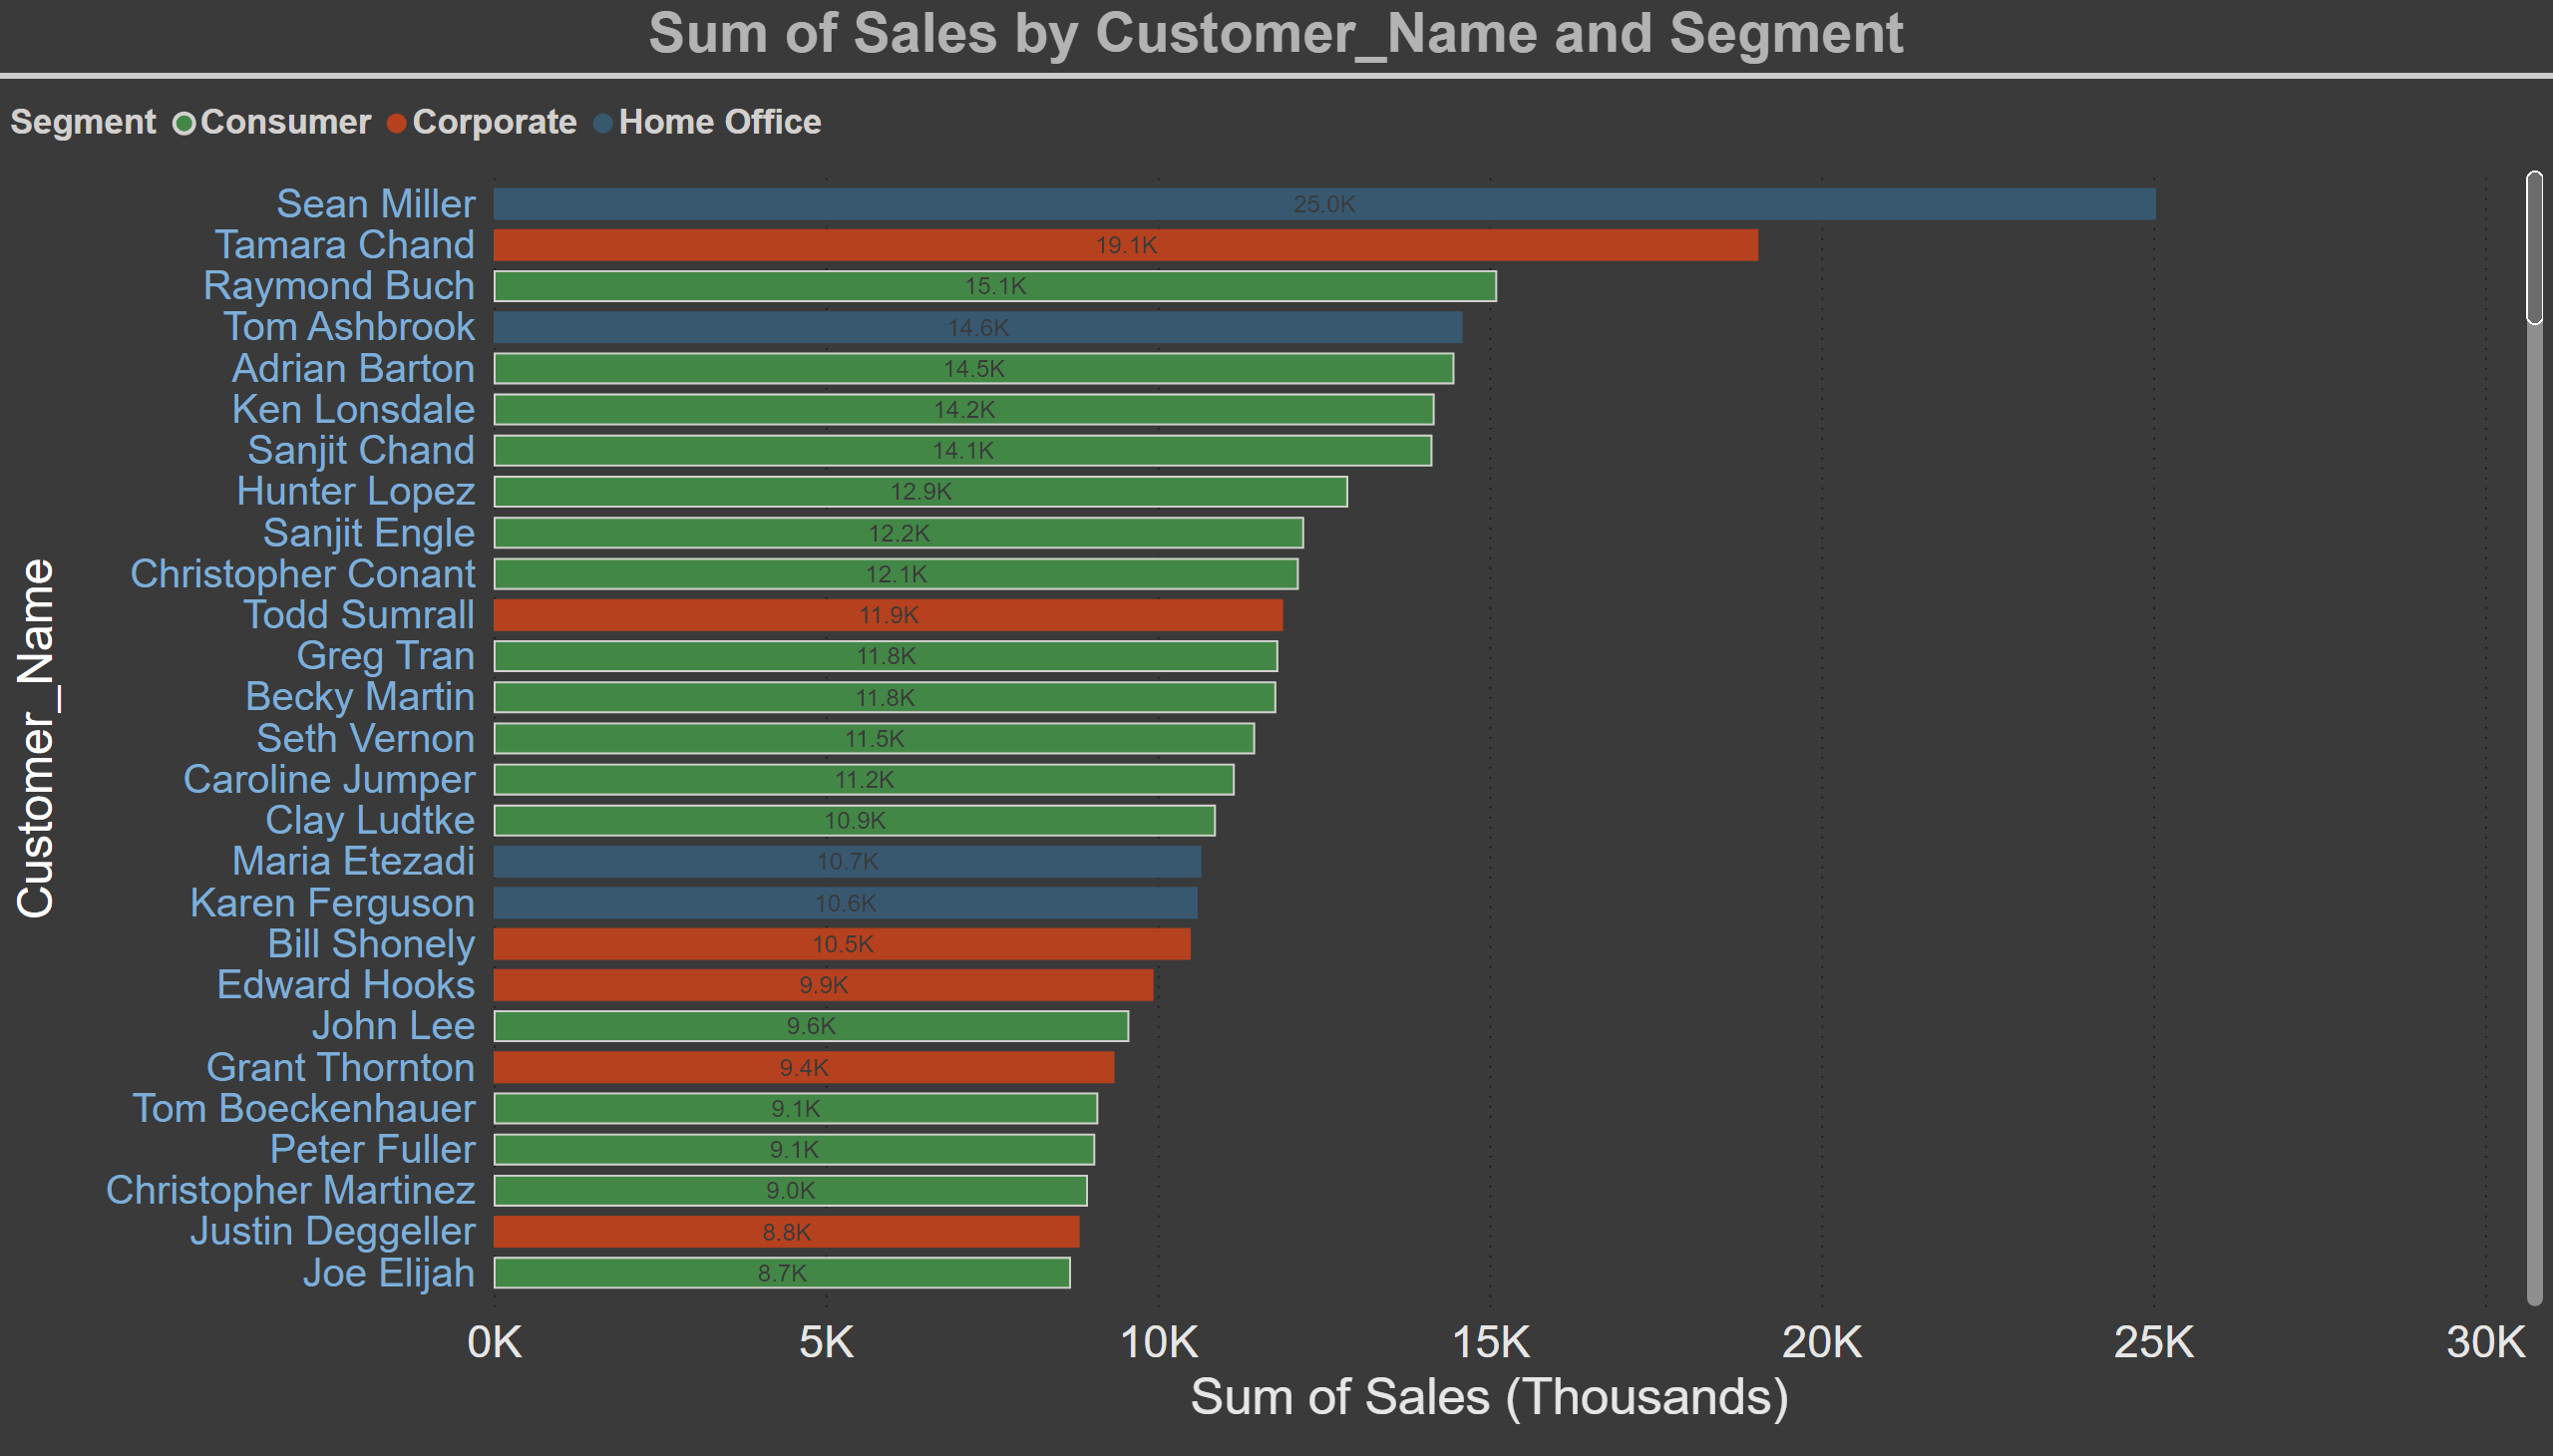 Sum of Sales by Customer_Name and Segment
Segment Consumer Corporate Home Office
Customer_Name
Sean Miller 25.0K
Tamara Chand 19.1K
Raymond Buch 15.1K
Tom Ashbrook 14.6K
Adrian Barton 14.5K
Ken Lonsdale 14.2K
Sanjit Chand 14.1K
Hunter Lopez 12.9K
Sanjit Engle 12.2K
Christopher Conant 12.1K
Todd Sumrall 11.9K
Greg Tran 11.8K
Becky Martin 11.8K
Seth Vernon 11.5K
Caroline Jumper 11.2K
Clay Ludtke 10.9K
Maria Etezadi 10.7K
Karen Ferguson 10.6K
Bill Shonely 10.5K
Edward Hooks 9.9K
John Lee 9.6K
Grant Thornton 9.4K
Tom Boeckenhauer 9.1K
Peter Fuller 9.1K
Christopher Martinez 9.0K
Justin Deggeller 8.8K
Joe Elijah 8.7K
0K 5K 10K 15K 20K 25K 30K
Sum of Sales (Thousands)